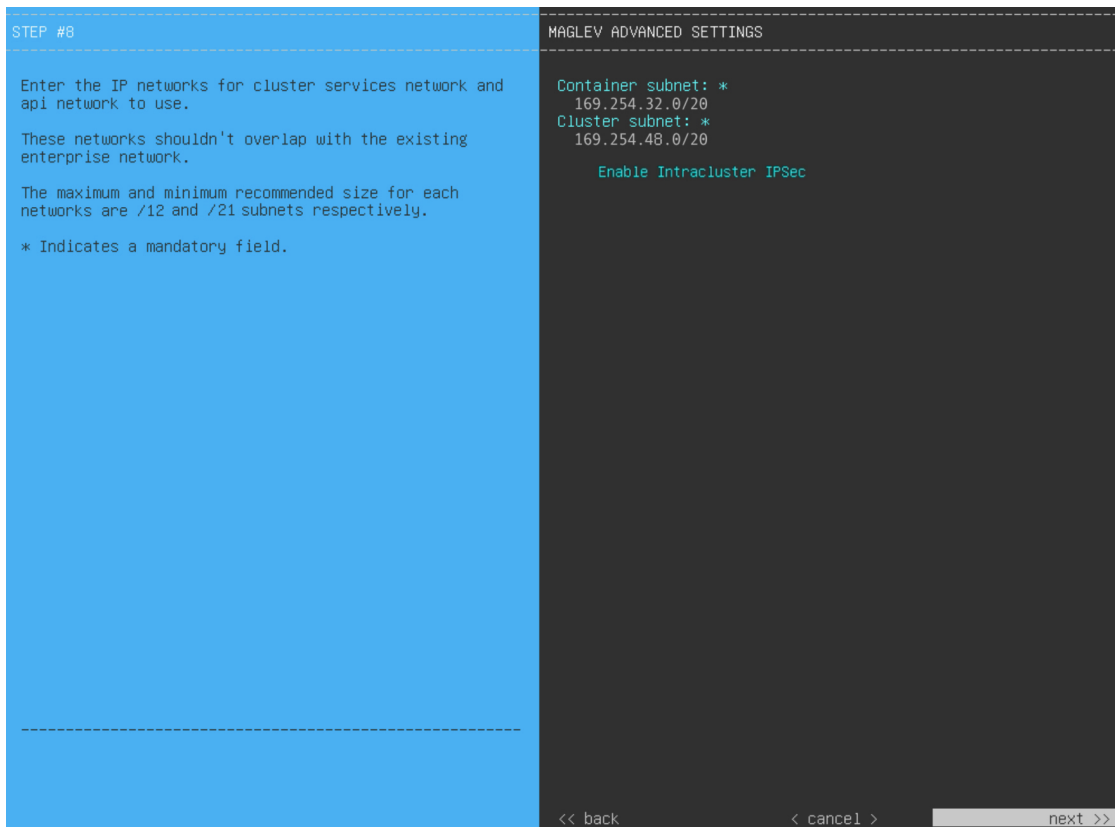 STEP #8
Enter the IP networks for cluster services network and
api network to use.
These networks shouldn't overlap with the existing
enterprise network.
The maximum and minimum recommended size for each
networks are /12 and /21 subnets respectively.
* Indicates a mandatory field.
MAGLEV ADVANCED SETTINGS
Container subnet: *
169.254.32.0/20
Cluster subnet: *
169.254.48.0/20
Enable Intracluster IPSec
<< back < cancel > next >>